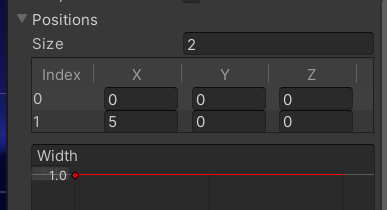 Positions
Size 2
Index X Y Z
0 0 0 0
1 5 0 0
Width
1.0